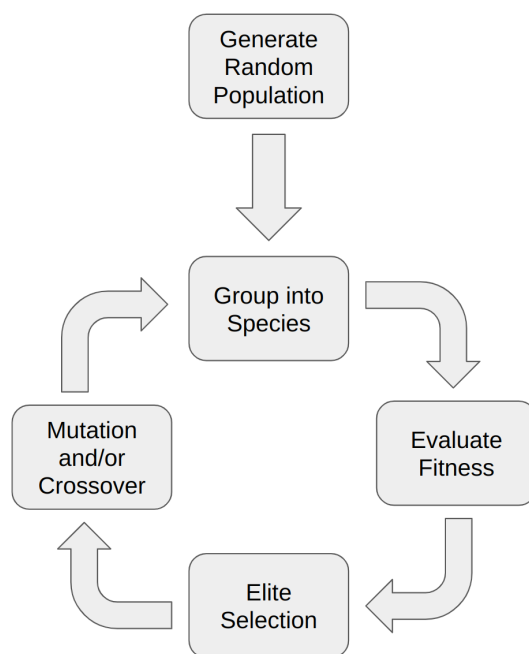 Generate
Random
Population
Group into
Species
Evaluate
Fitness
Elite
Selection
Mutation
and/or
Crossover